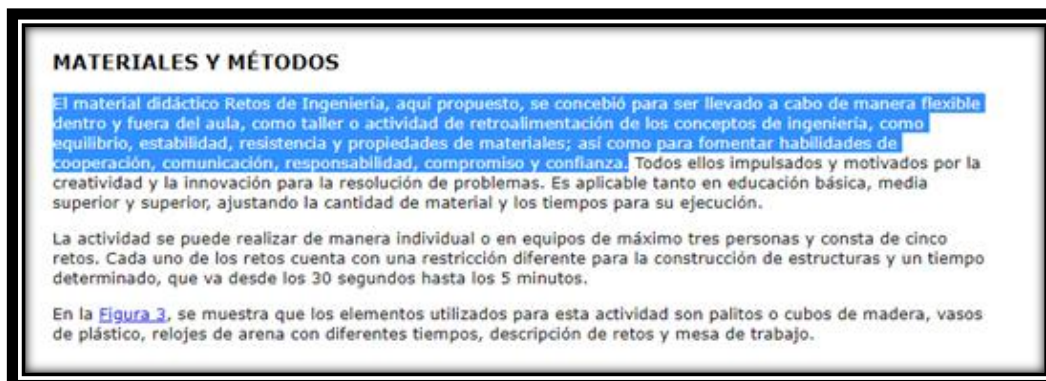 MATERIALES Y MÉTODOS
El material didáctico Retos de Ingeniería, aquí propuesto, se concebió para ser llevado a cabo de manera flexible
dentro y fuera del aula, como taller o actividad de retroalimentación de los conceptos de ingeniería, como
equilibrio, estabilidad, resistencia y propiedades de materiales; así como para fomentar habilidades de
cooperación, comunicación, responsabilidad, compromiso y confianza. Todos ellos impulsados y motivados por la
creatividad y la innovación para la resolución de problemas. Es aplicable tanto en educación básica, media
superior y superior, ajustando la cantidad de material y los tiempos para su ejecución.
La actividad se puede realizar de manera individual o en equipos de máximo tres personas y consta de cinco
retos. Cada uno de los retos cuenta con una restricción diferente para la construcción de estructuras y un tiempo
determinado, que va desde los 30 segundos hasta los 5 minutos.
En la Figura 3, se muestra que los elementos utilizados para esta actividad son palitos o cubos de madera, vasos
de plástico, relojes de arena con diferentes tiempos, descripción de retos y mesa de trabajo.